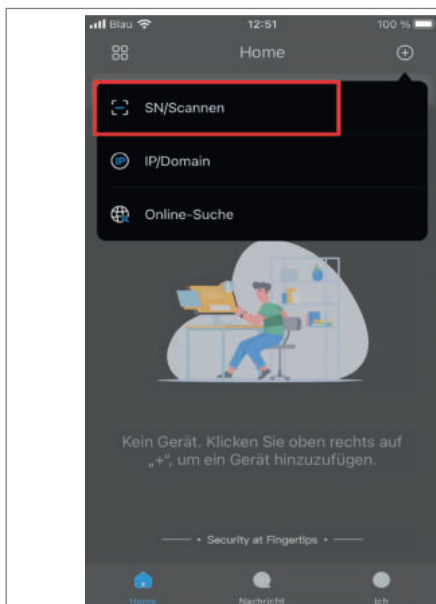 Blau 12:51 100 %
Home
SN/Scannen
IP
IP/Domain
Online-Suche
Kein Gerät. Klicken Sie oben rechts auf
„+“, um ein Gerät hinzuzufügen.
• Security at Fingertips •
Home Nachricht Ich